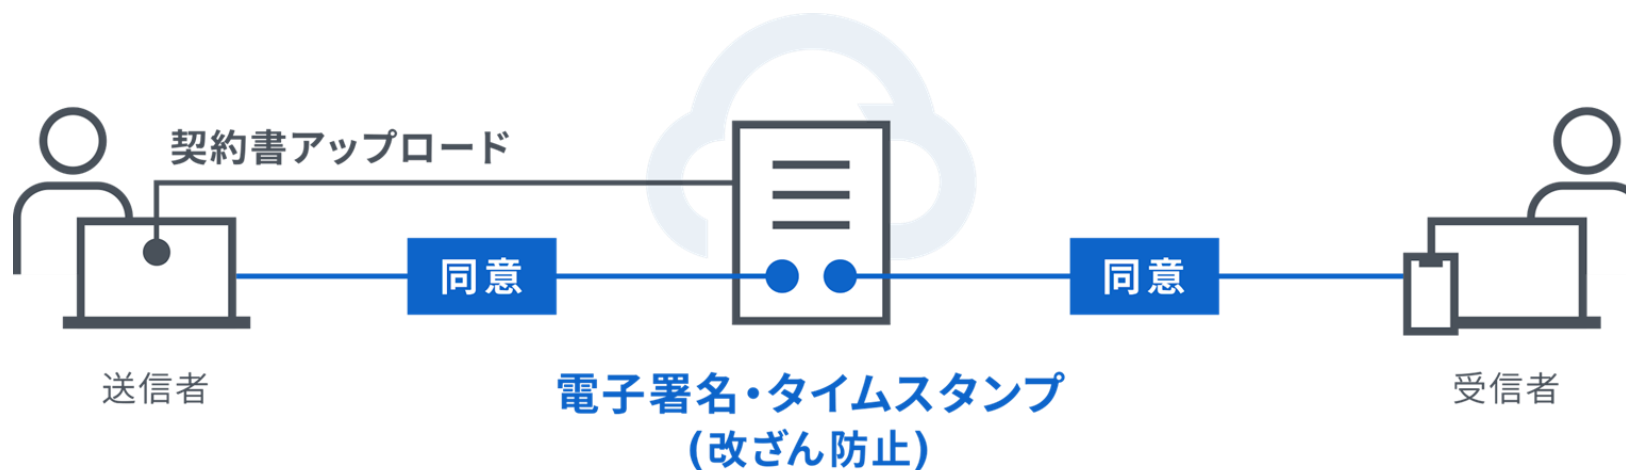 契約書アップロード
同意
同意
送信者
電子署名・タイムスタンプ
(改ざん防止)
受信者